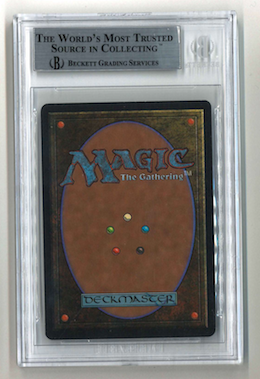 THE WORLD'S MOST TRUSTED
SOURCE IN COLLECTING™
BECKETT GRADING SERVICES
MAGIC
The Gathering®
DECKMASTER